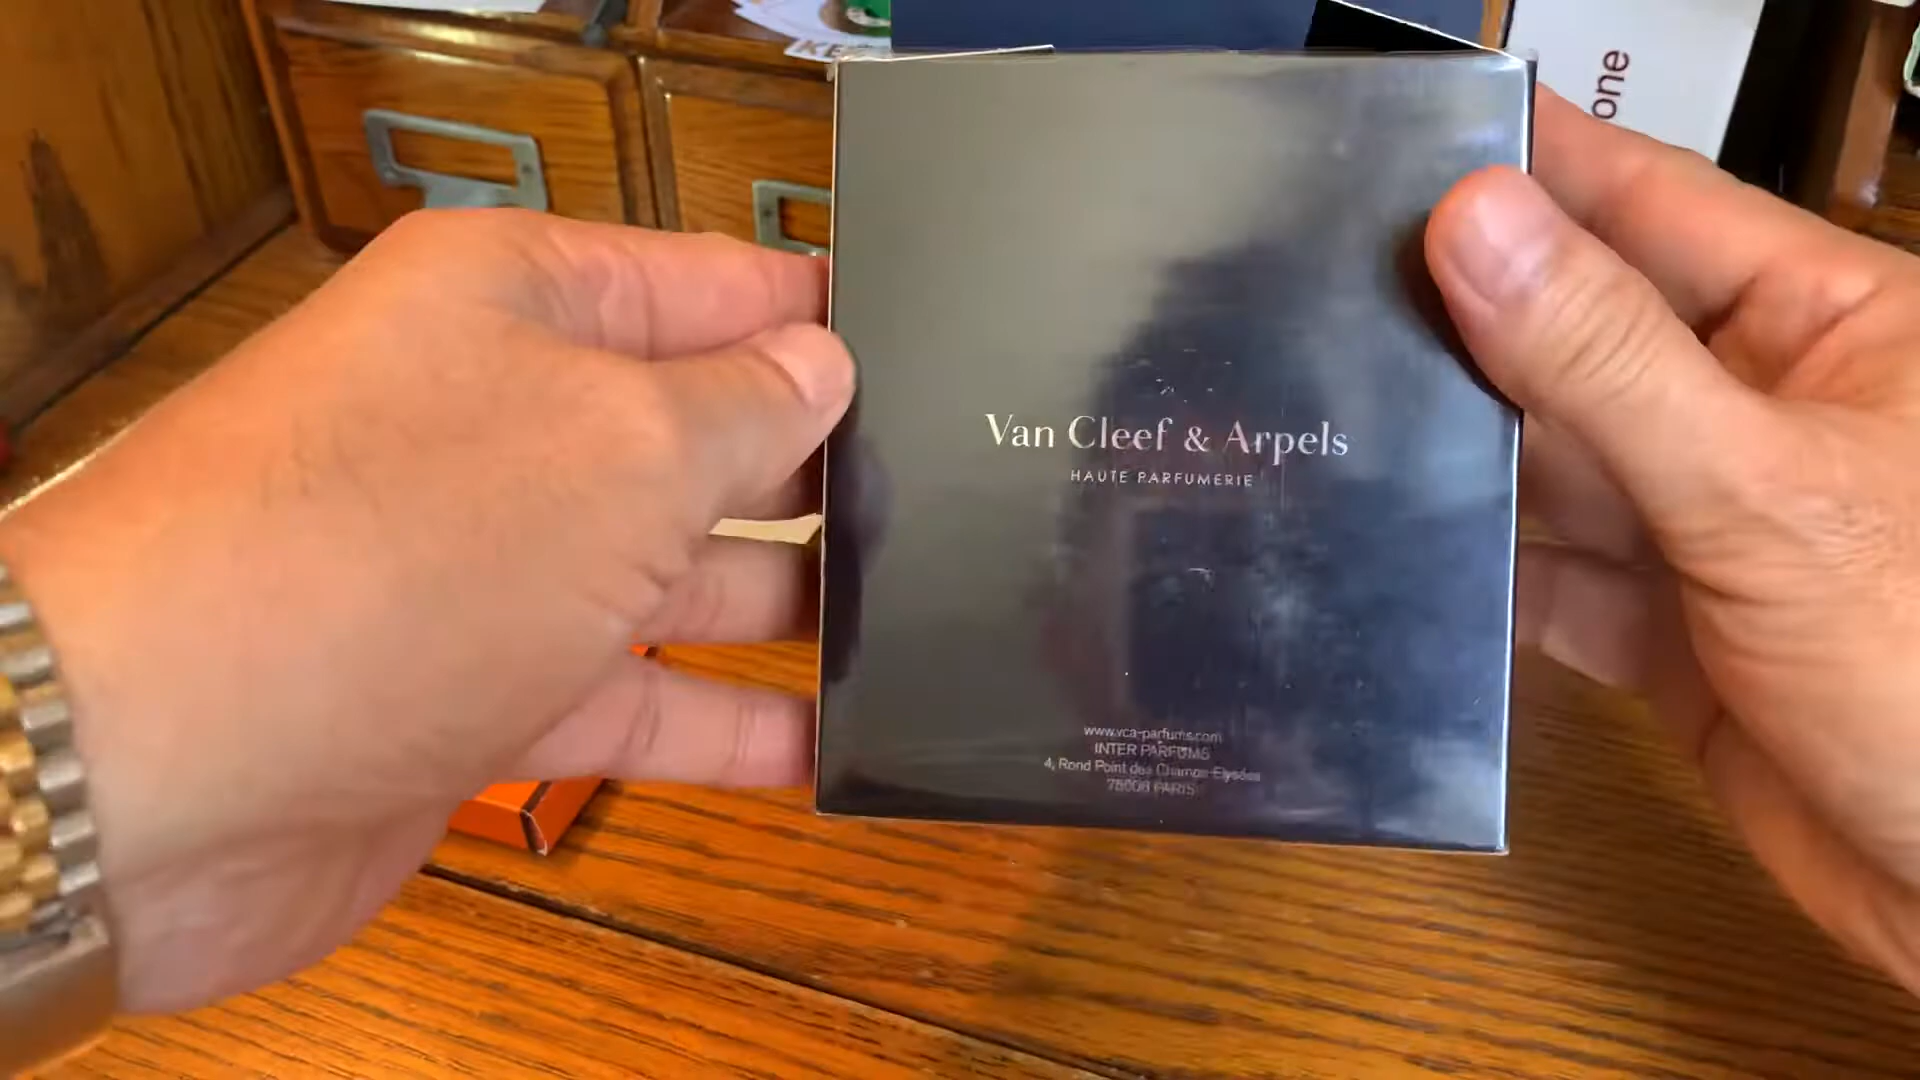 one
Van Cleef & Arpels
HAUTE PARFUMERIE
www.vca-parfums.com
INTER PARFUMS
4, Rond Point des Champs-Elysées
75008 PARIS